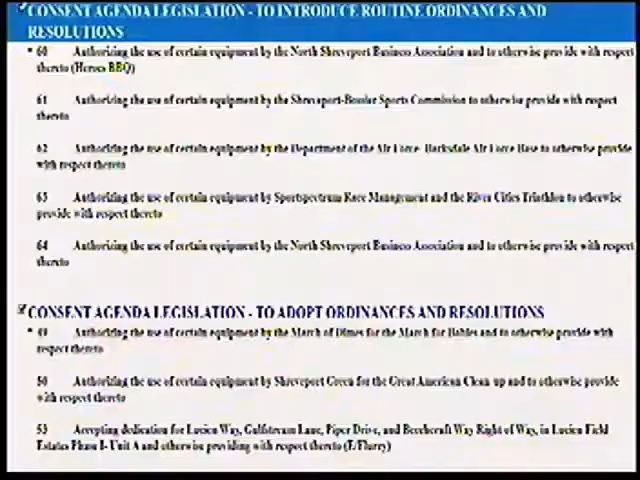 CONSENT AGENDA LEGISLATION - TO INTRODUCE ROUTINE ORDINANCES AND
RESOLUTIONS
60 Authorizing the use of certain equipment by the North Shreveport Business Association and to otherwise provide with respect
thereto (Heroes BBQ)
61 Authorizing the use of certain equipment by the Shreveport-Bossier Sports Commission to otherwise provide with respect
thereto
62 Authorizing the use of certain equipment by the Department of the Air Force- Barksdale Air Force Base to otherwise provide
with respect thereto
63 Authorizing the use of certain equipment by Sportspectrum Race Management and the River Cities Triathlon to otherwise
provide with respect thereto
64 Authorizing the use of certain equipment by the North Shreveport Business Association and to otherwise provide with respect
thereto
CONSENT AGENDA LEGISLATION - TO ADOPT ORDINANCES AND RESOLUTIONS
49 Authorizing the use of certain equipment by the March of Dimes for the March for Babies and to otherwise provide with
respect thereto
50 Authorizing the use of certain equipment by Shreveport Green for the Great American Clean up and to otherwise provide
with respect thereto
53 Accepting dedication for Lucien Way, Gulfstream Lane, Piper Drive, and Beechcraft Way Right of Way, in Lucien Field
Estates Phase I- Unit A and otherwise providing with respect thereto (E/Flurry)